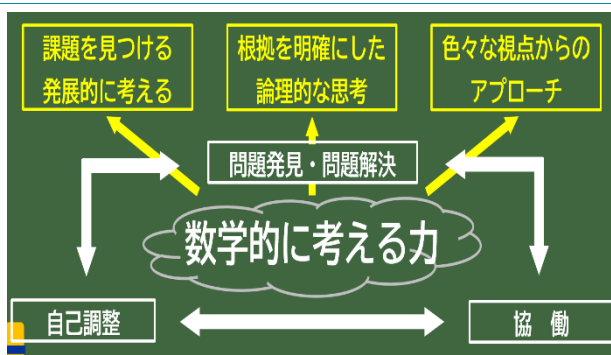 課題を見つける
発展的に考える
根拠を明確にした
論理的な思考
色々な視点からの
アプローチ
問題発見・問題解決
数学的に考える力
自己調整
協 働